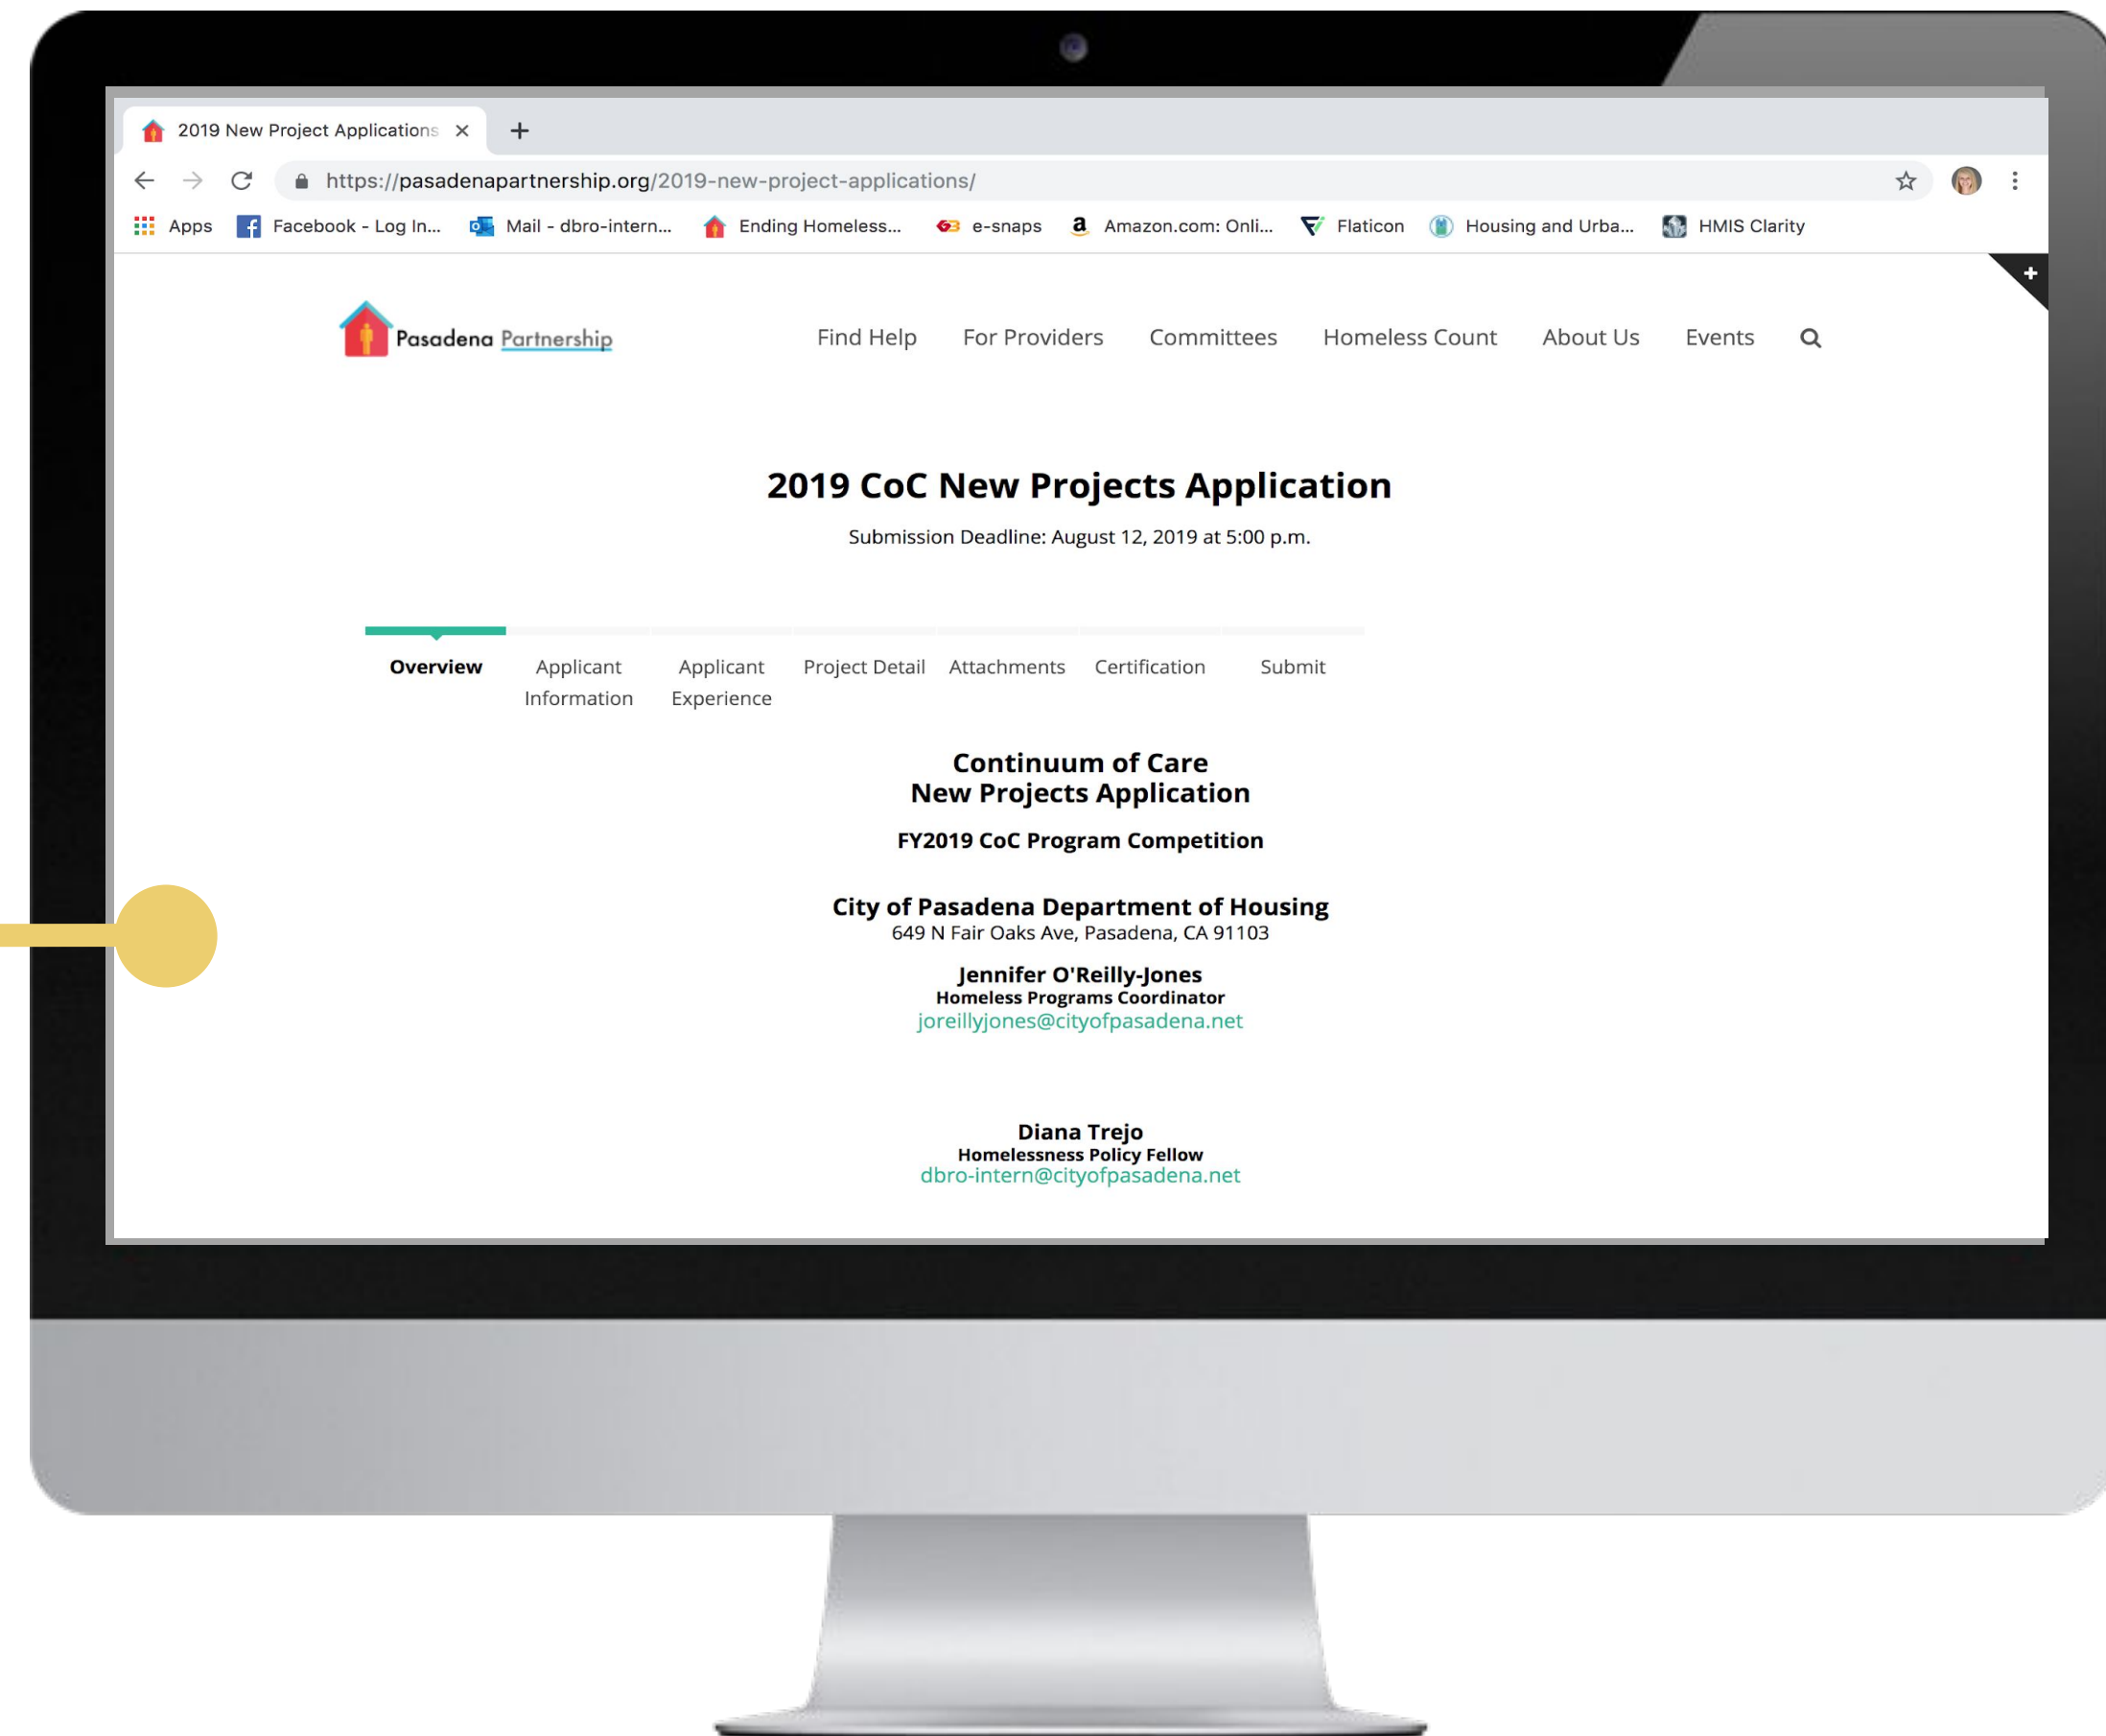 2019 New Project Applications
https://pasadenapartnership.org/2019-new-project-applications/
Apps Facebook - Log In... Mail - dbro-intern... Ending Homeless... e-snaps Amazon.com: Onli... Flaticon Housing and Urba... HMIS Clarity
Pasadena Partnership Find Help For Providers Committees Homeless Count About Us Events
2019 CoC New Projects Application
Submission Deadline: August 12, 2019 at 5:00 p.m.
Overview Applicant Applicant Project Detail Attachments Certification Submit
Information Experience
Continuum of Care
New Projects Application
FY2019 CoC Program Competition
City of Pasadena Department of Housing
649 N Fair Oaks Ave, Pasadena, CA 91103
Jennifer O'Reilly-Jones
Homeless Programs Coordinator
joreillyjones@cityofpasadena.net
Diana Trejo
Homelessness Policy Fellow
dbro-intern@cityofpasadena.net